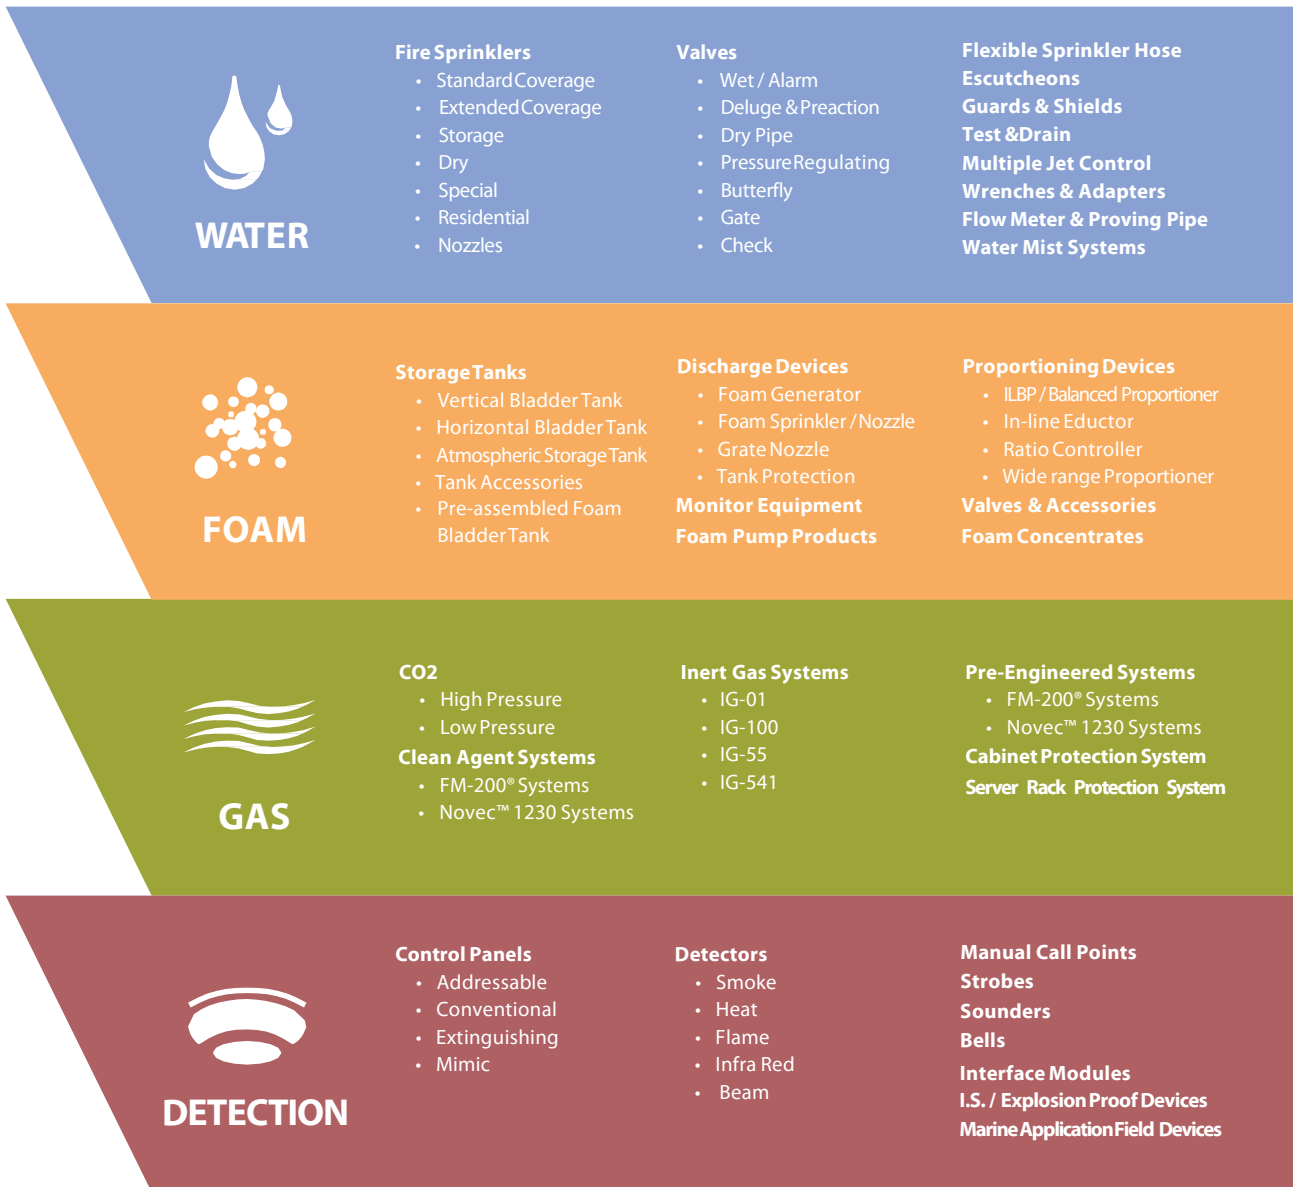 WATER
Fire Sprinklers
• Standard Coverage
• Extended Coverage
• Storage
• Dry
• Special
• Residential
• Nozzles
Valves
• Wet / Alarm
• Deluge & Preaction
• Dry Pipe
• Pressure Regulating
• Butterfly
• Gate
• Check
Flexible Sprinkler Hose
Escutcheons
Guards & Shields
Test &Drain
Multiple Jet Control
Wrenches & Adapters
Flow Meter & Proving Pipe
Water Mist Systems
FOAM
Storage Tanks
• Vertical Bladder Tank
• Horizontal Bladder Tank
• Atmospheric Storage Tank
• Tank Accessories
• Pre-assembled Foam
Bladder Tank
Discharge Devices
• Foam Generator
• Foam Sprinkler / Nozzle
• Grate Nozzle
• Tank Protection
Monitor Equipment
Foam Pump Products
Proportioning Devices
• ILBP / Balanced Proportioner
• In-line Eductor
• Ratio Controller
• Wide range Proportioner
Valves & Accessories
Foam Concentrates
GAS
CO2
• High Pressure
• Low Pressure
Clean Agent Systems
• FM-200® Systems
• Novec™ 1230 Systems
Inert Gas Systems
• IG-01
• IG-100
• IG-55
• IG-541
Pre-Engineered Systems
• FM-200® Systems
• Novec™ 1230 Systems
Cabinet Protection System
Server Rack Protection System
DETECTION
Control Panels
• Addressable
• Conventional
• Extinguishing
• Mimic
Detectors
• Smoke
• Heat
• Flame
• Infra Red
• Beam
Manual Call Points
Strobes
Sounders
Bells
Interface Modules
I.S. / Explosion Proof Devices
Marine Application Field Devices